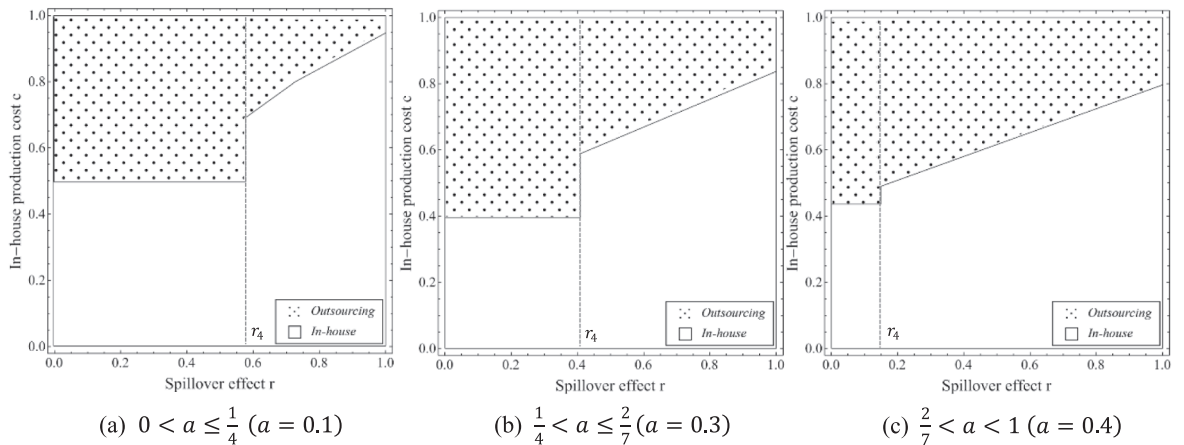 In-house production cost c
1.0
0.8
0.6
0.4
0.2
0.0
Outsourcing
In-house
r₄
0.0 0.2 0.4 0.6 0.8 1.0
Spillover effect r
(a) 0 < a ≤ 1/4 (a = 0.1)
In-house production cost c
1.0
0.8
0.6
0.4
0.2
0.0
Outsourcing
In-house
r₄
0.0 0.2 0.4 0.6 0.8 1.0
Spillover effect r
(b) 1/4 < a ≤ 2/7 (a = 0.3)
In-house production cost c
1.0
0.8
0.6
0.4
0.2
0.0
Outsourcing
In-house
r₄
0.0 0.2 0.4 0.6 0.8 1.0
Spillover effect r
(c) 2/7 < a < 1 (a = 0.4)